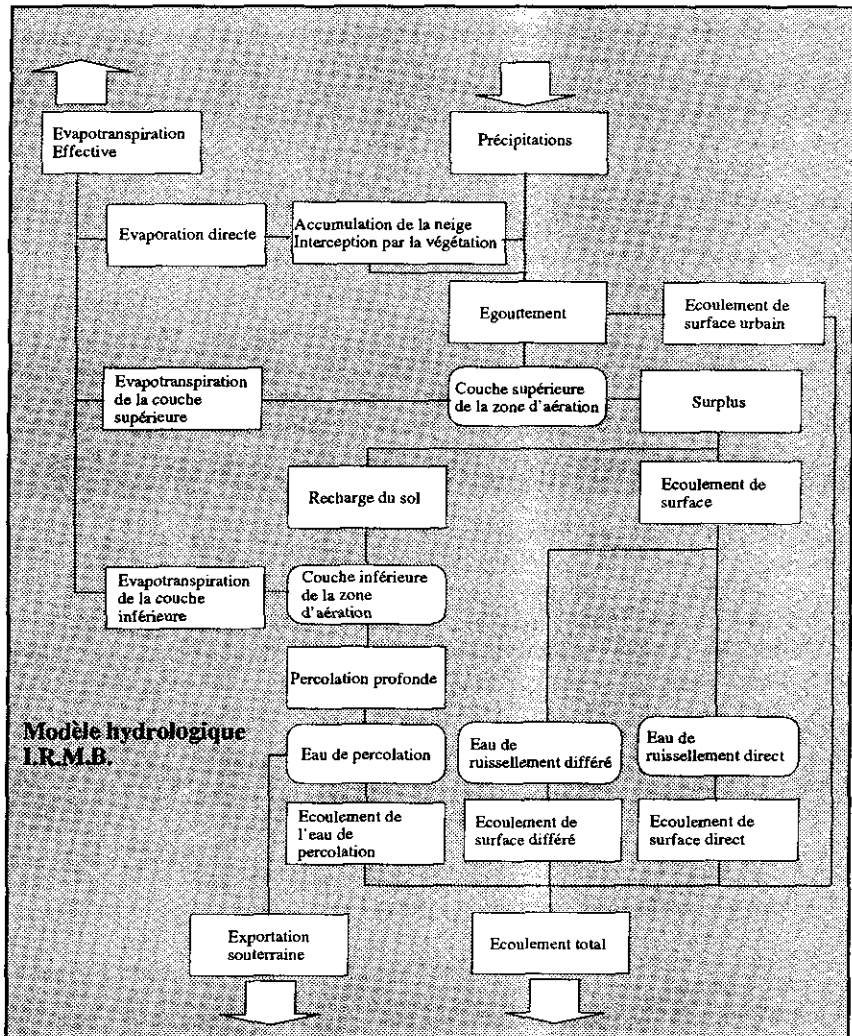 Evapotranspiration
Effective
Précipitations
Evaporation directe
Accumulation de la neige
Interception par la végétation
Egouttement
Ecoulement de
surface urbain
Evapotranspiration
de la couche
supérieure
Couche supérieure
de la zone d'aération
Surplus
Recharge du sol
Ecoulement de
surface
Evapotranspiration
de la couche
inférieure
Couche inférieure
de la zone
d'aération
Percolation profonde
Modèle hydrologique
I.R.M.B.
Eau de percolation
Eau de
ruissellement différé
Eau de
ruissellement direct
Ecoulement de
l'eau de
percolation
Ecoulement de
surface différé
Ecoulement de
surface direct
Exportation
souterraine
Ecoulement total